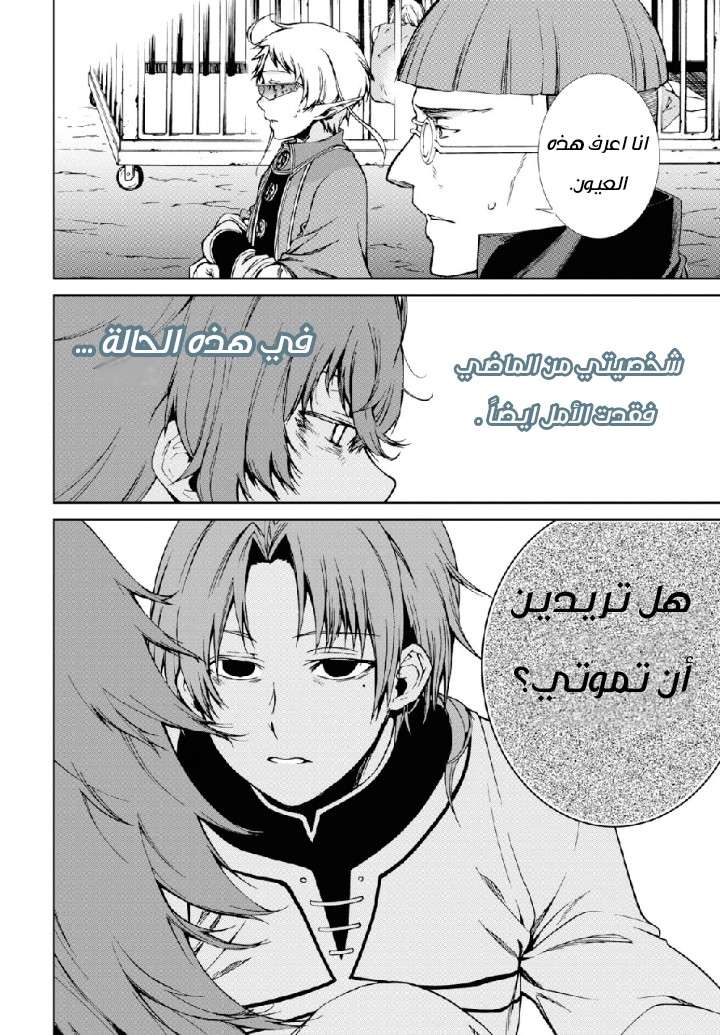 انا اعرف هذه
العيون.
شخصيتي من الماضي
فقدت الأمل ايضاً .
في هذه الحالة ...
هل تريدين
أن تموتي؟